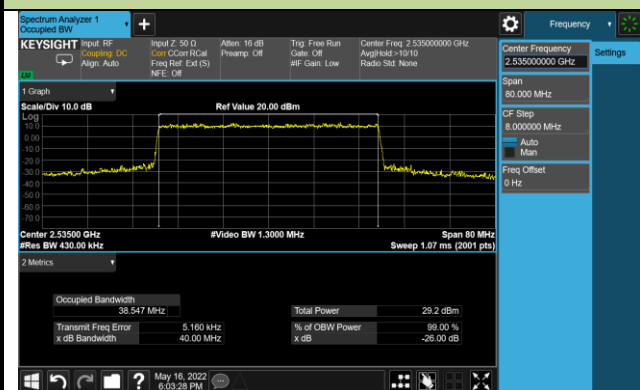 Spectrum Analyzer 1
Occupied BW
+
Frequency
KEYSIGHT
Input: RF
Coupling: DC
Align: Auto
Input Z: 50 Ω
Corr CCorr RCal
Freq Ref: Ext (S)
NFE: Off
Atten: 16 dB
Preamp: Off
Trig: Free Run
Gate: Off
#IF Gain: Low
Center Freq: 2.535000000 GHz
Avg|Hold:>10/10
Radio Std: None
LXI
Center Frequency
2.535000000 GHz
Settings
Span
80.000 MHz
CF Step
8.000000 MHz
Auto
Man
Freq Offset
0 Hz
1 Graph
Scale/Div 10.0 dB
Ref Value 20.00 dBm
Log
10.0
0.00
-10.0
-20.0
-30.0
-40.0
-50.0
-60.0
-70.0
Center 2.53500 GHz
#Video BW 1.3000 MHz
Span 80 MHz
#Res BW 430.00 kHz
Sweep 1.07 ms (2001 pts)
2 Metrics
Occupied Bandwidth
38.547 MHz
Total Power
29.2 dBm
Transmit Freq Error
5.160 kHz
% of OBW Power
99.00 %
x dB Bandwidth
40.00 MHz
x dB
-26.00 dB
?
May 16, 2022
6:03:28 PM